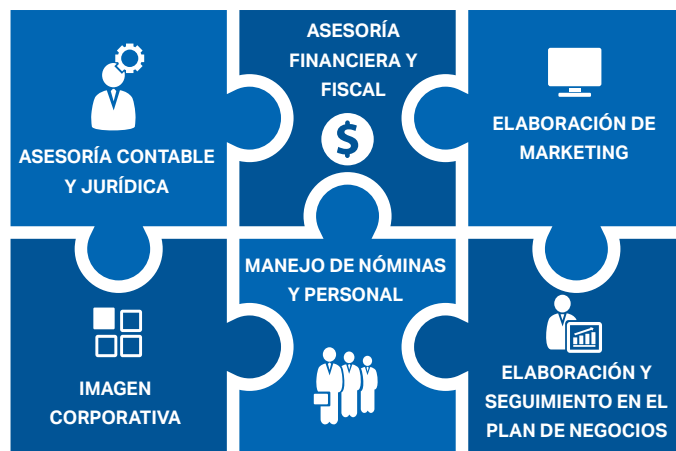 ASESORÍA CONTABLE
Y JURÍDICA
ASESORÍA
FINANCIERA Y
FISCAL
$
ELABORACIÓN DE
MARKETING
IMAGEN
CORPORATIVA
MANEJO DE NÓMINAS
Y PERSONAL
ELABORACIÓN Y
SEGUIMIENTO EN EL
PLAN DE NEGOCIOS